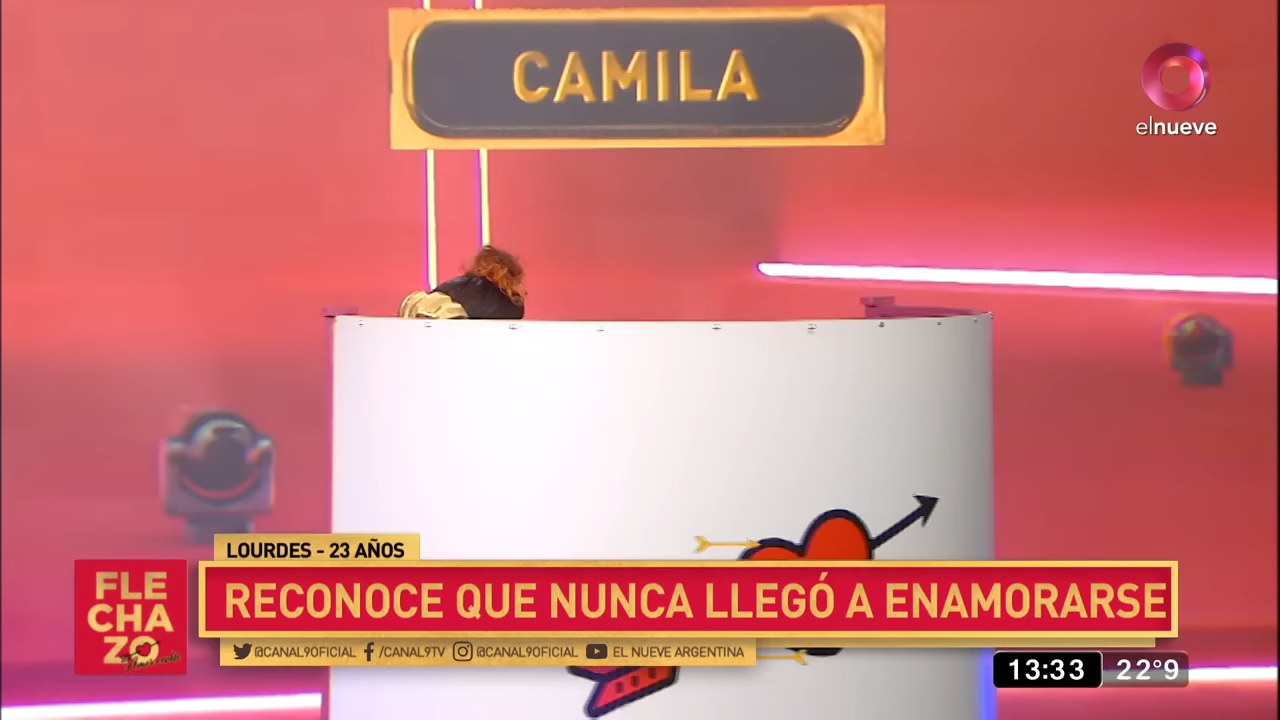 CAMILA
elnueve
LOURDES - 23 AÑOS
FLE
CHA
ZO
RECONOCE QUE NUNCA LLEGÓ A ENAMORARSE
@CANAL9OFICIAL /CANAL9TV @CANAL9OFICIAL EL NUEVE ARGENTINA
13:33 22°9